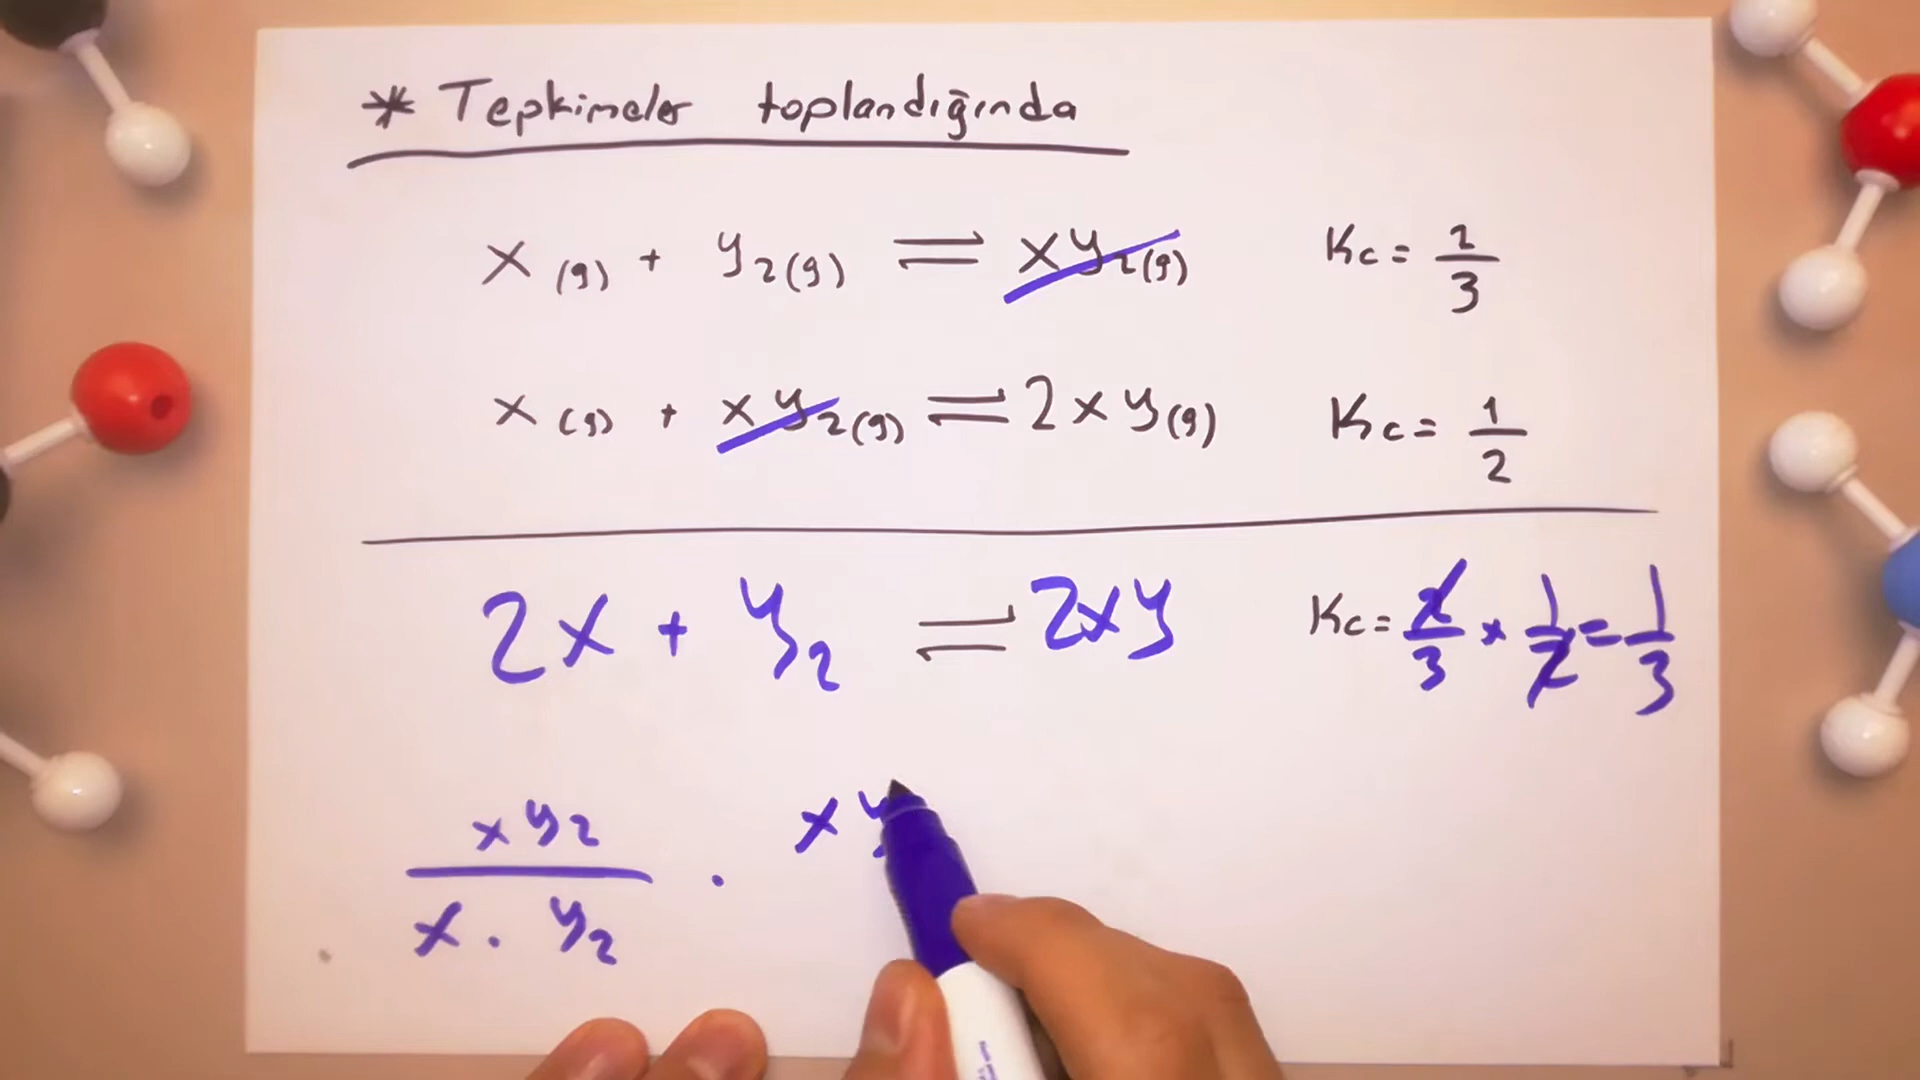 * Tepkimeler toplandığında
X (g) + Y2(g) ⇌ XY2(g) Kc = 2/3
X (g) + XY2(g) ⇌ 2XY(g) Kc = 1/2
2X + Y2 ⇌ 2XY Kc = 2/3 × 1/2 = 1/3
XY2 / X . Y2 . XY